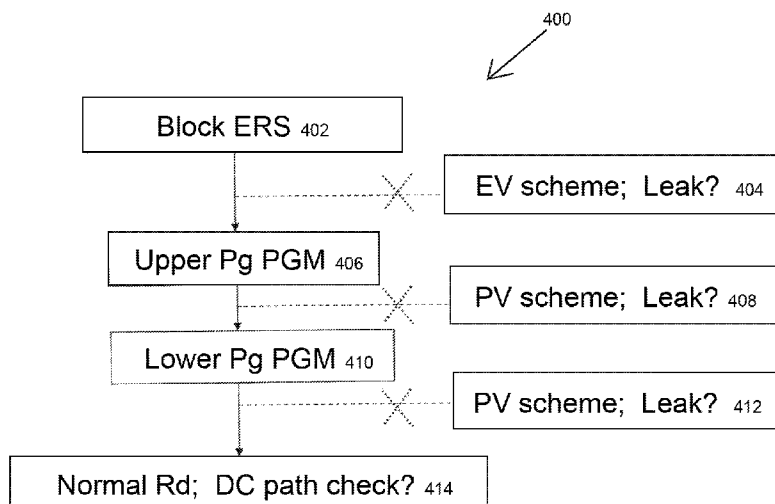 400
Block ERS 402
EV scheme; Leak? 404
Upper Pg PGM 406
PV scheme; Leak? 408
Lower Pg PGM 410
PV scheme; Leak? 412
Normal Rd; DC path check? 414